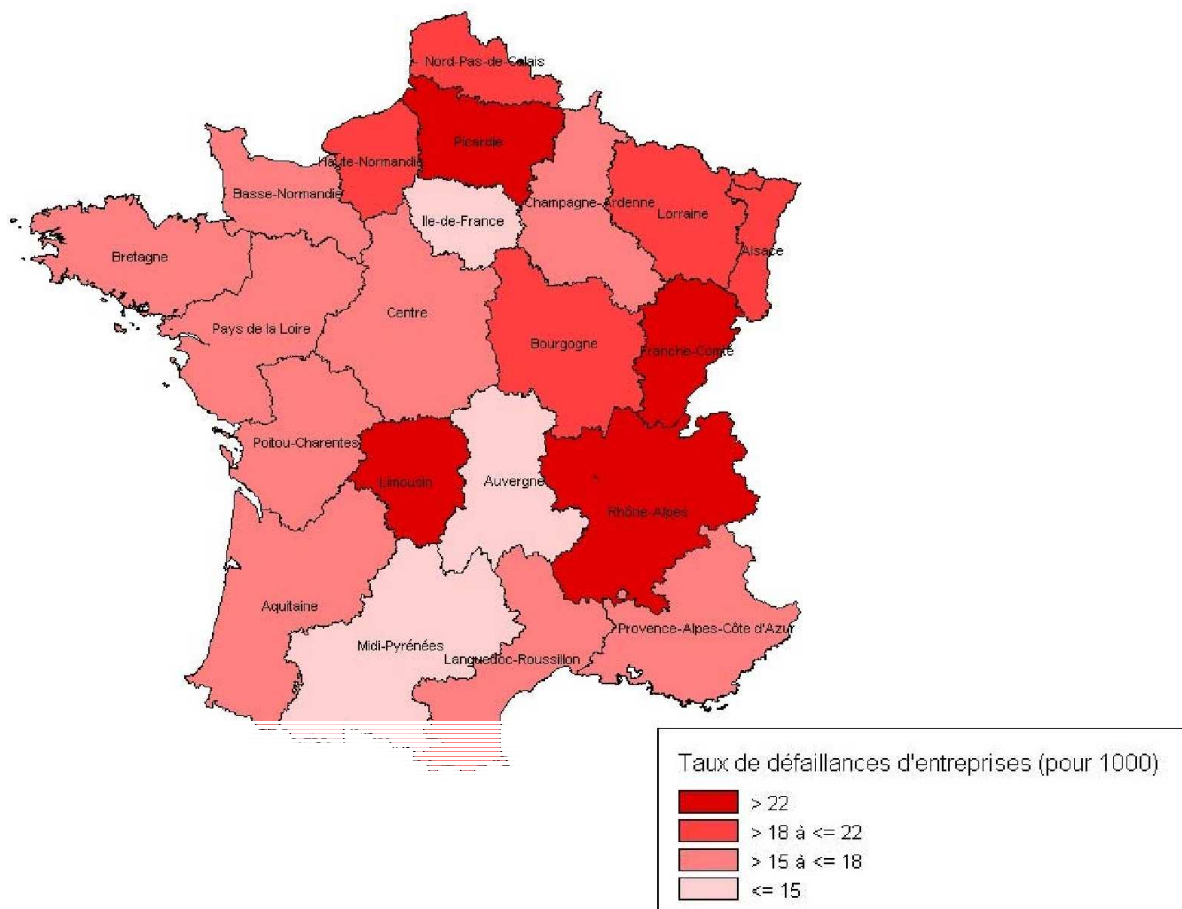 Nord-Pas-de-Calais
Picardie
Haute-Normandie
Basse-Normandie
Ile-de-France
Champagne-Ardenne
Lorraine
Alsace
Bretagne
Pays de la Loire
Centre
Bourgogne
Franche-Comté
Poitou-Charentes
Limousin
Auvergne
Rhône-Alpes
Aquitaine
Midi-Pyrénées
Languedoc-Roussillon
Provence-Alpes-Côte d'Azur
Taux de défaillances d'entreprises (pour 1000)
> 22
> 18 à <= 22
> 15 à <= 18
<= 15